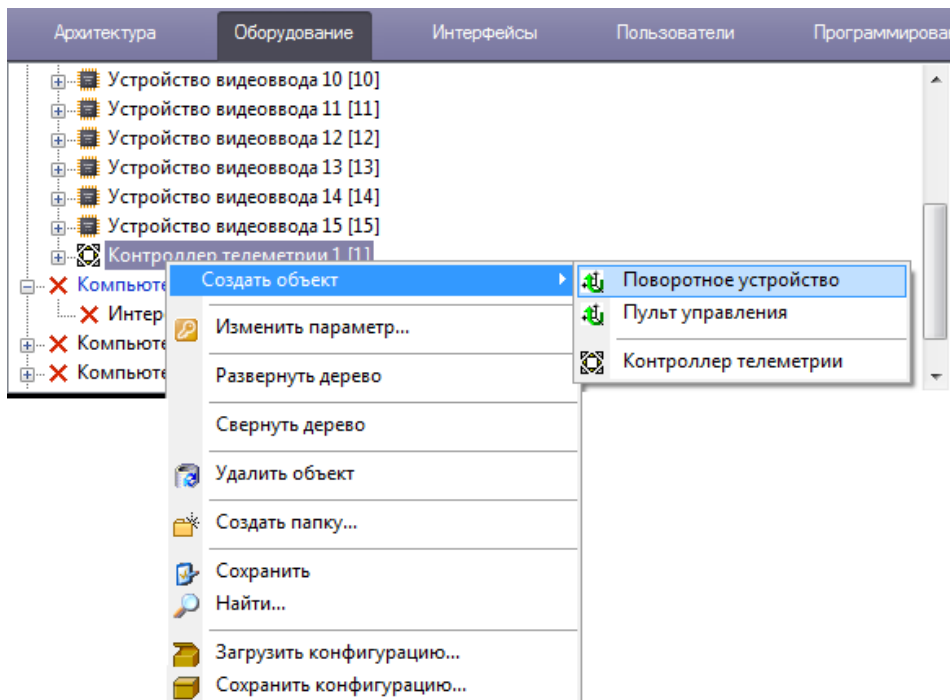 Архитектура Оборудование Интерфейсы Пользователи Программирова
Устройство видеоввода 10 [10]
Устройство видеоввода 11 [11]
Устройство видеоввода 12 [12]
Устройство видеоввода 13 [13]
Устройство видеоввода 14 [14]
Устройство видеоввода 15 [15]
Контроллер телеметрии 1 [1]
Компьюте
Интер
Компьюте
Компьюте
Создать объект
Изменить параметр...
Развернуть дерево
Свернуть дерево
Удалить объект
Создать папку...
Сохранить
Найти...
Загрузить конфигурацию...
Сохранить конфигурацию...
Поворотное устройство
Пульт управления
Контроллер телеметрии